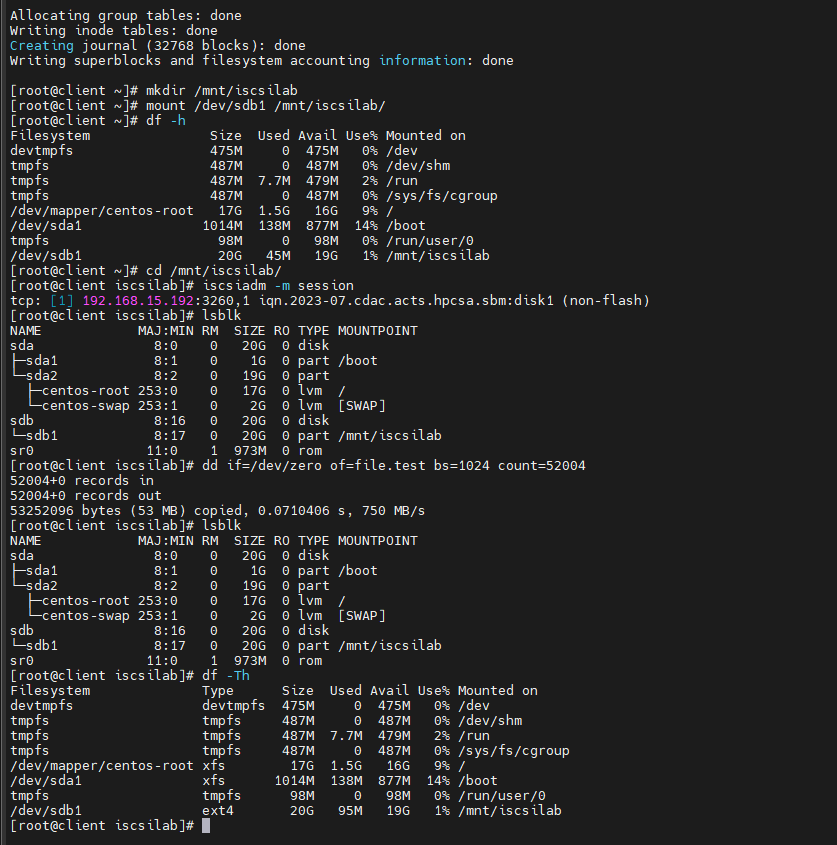 Allocating group tables: done
Writing inode tables: done
Creating journal (32768 blocks): done
Writing superblocks and filesystem accounting information: done

[root@client ~]# mkdir /mnt/iscsilab
[root@client ~]# mount /dev/sdb1 /mnt/iscsilab/
[root@client ~]# df -h
Filesystem               Size  Used Avail Use% Mounted on
devtmpfs                 475M     0  475M   0% /dev
tmpfs                    487M     0  487M   0% /dev/shm
tmpfs                    487M  7.7M  479M   2% /run
tmpfs                    487M     0  487M   0% /sys/fs/cgroup
/dev/mapper/centos-root   17G  1.5G   16G   9% /
/dev/sda1               1014M  138M  877M  14% /boot
tmpfs                     98M     0   98M   0% /run/user/0
/dev/sdb1                 20G   45M   19G   1% /mnt/iscsilab
[root@client ~]# cd /mnt/iscsilab/
[root@client iscsilab]# iscsiadm -m session
tcp: [1] 192.168.15.192:3260,1 iqn.2023-07.cdac.acts.hpcsa.sbm:disk1 (non-flash)
[root@client iscsilab]# lsblk
NAME            MAJ:MIN RM  SIZE RO TYPE MOUNTPOINT
sda               8:0    0   20G  0 disk
├─sda1            8:1    0    1G  0 part /boot
└─sda2            8:2    0   19G  0 part
  ├─centos-root 253:0    0   17G  0 lvm  /
  └─centos-swap 253:1    0    2G  0 lvm  [SWAP]
sdb               8:16   0   20G  0 disk
└─sdb1            8:17   0   20G  0 part /mnt/iscsilab
sr0              11:0    1  973M  0 rom
[root@client iscsilab]# dd if=/dev/zero of=file.test bs=1024 count=52004
52004+0 records in
52004+0 records out
53252096 bytes (53 MB) copied, 0.0710406 s, 750 MB/s
[root@client iscsilab]# lsblk
NAME            MAJ:MIN RM  SIZE RO TYPE MOUNTPOINT
sda               8:0    0   20G  0 disk
├─sda1            8:1    0    1G  0 part /boot
└─sda2            8:2    0   19G  0 part
  ├─centos-root 253:0    0   17G  0 lvm  /
  └─centos-swap 253:1    0    2G  0 lvm  [SWAP]
sdb               8:16   0   20G  0 disk
└─sdb1            8:17   0   20G  0 part /mnt/iscsilab
sr0              11:0    1  973M  0 rom
[root@client iscsilab]# df -Th
Filesystem              Type      Size  Used Avail Use% Mounted on
devtmpfs                devtmpfs  475M     0  475M   0% /dev
tmpfs                   tmpfs     487M     0  487M   0% /dev/shm
tmpfs                   tmpfs     487M  7.7M  479M   2% /run
tmpfs                   tmpfs     487M     0  487M   0% /sys/fs/cgroup
/dev/mapper/centos-root xfs        17G  1.5G   16G   9% /
/dev/sda1               xfs      1014M  138M  877M  14% /boot
tmpfs                   tmpfs      98M     0   98M   0% /run/user/0
/dev/sdb1               ext4       20G   95M   19G   1% /mnt/iscsilab
[root@client iscsilab]#